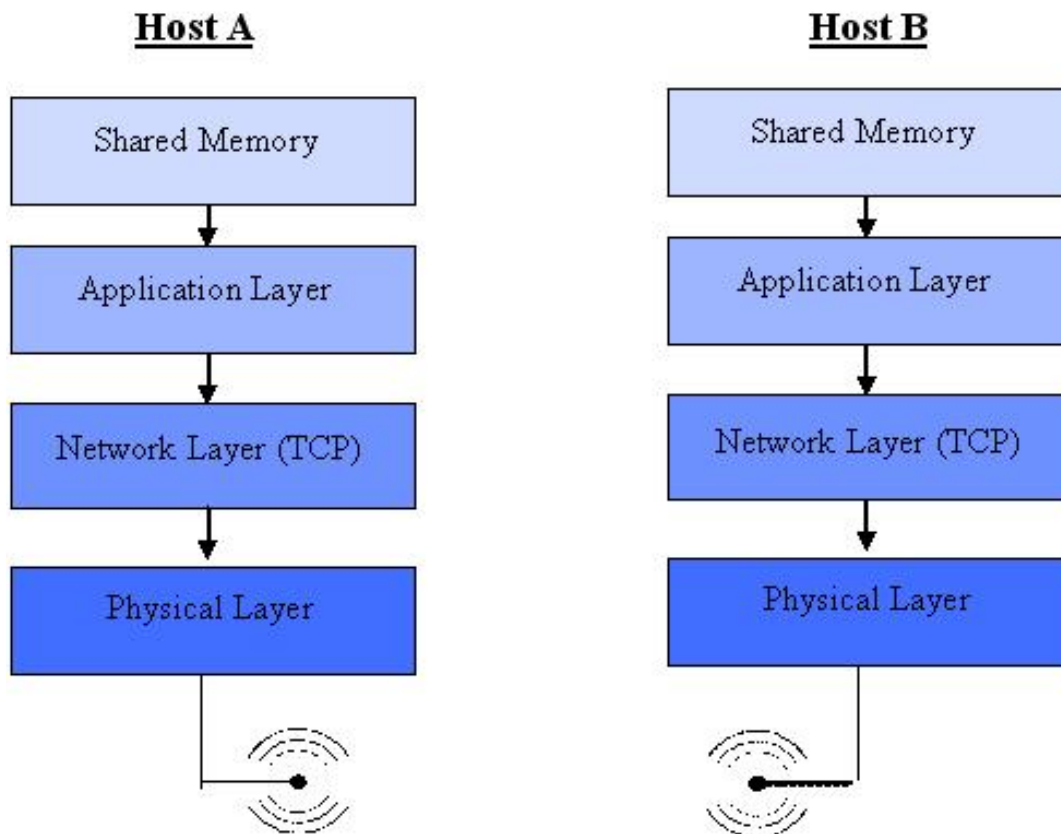 Host A
Host B
Shared Memory
Shared Memory
Application Layer
Application Layer
Network Layer (TCP)
Network Layer (TCP)
Physical Layer
Physical Layer